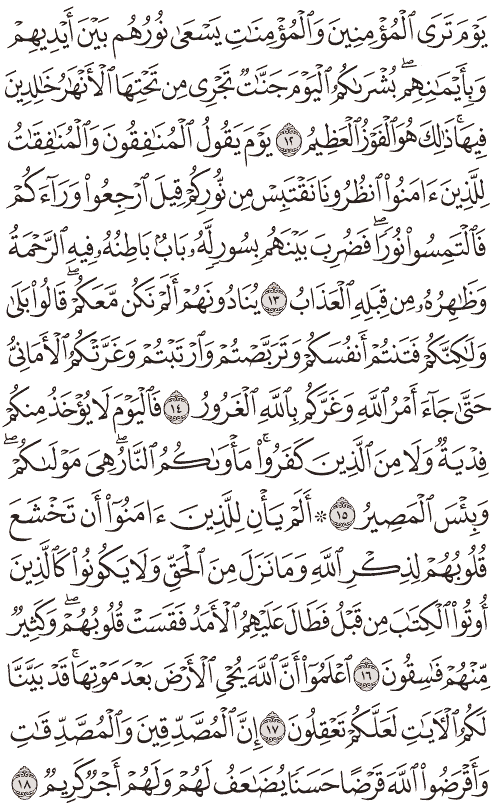 يَوْمَ تَرَى ٱلْمُؤْمِنِينَ وَٱلْمُؤْمِنَٰتِ يَسْعَىٰ نُورُهُم بَيْنَ أَيْدِيهِمْ
وَبِأَيْمَٰنِهِمۖ بُشْرَىٰكُمُ ٱلْيَوْمَ جَنَّٰتٌ تَجْرِى مِن تَحْتِهَا ٱلْأَنْهَٰرُ خَٰلِدِينَ
فِيهَاۚ ذَٰلِكَ هُوَ ٱلْفَوْزُ ٱلْعَظِيمُ ١٢ يَوْمَ يَقُولُ ٱلْمُنَٰفِقُونَ وَٱلْمُنَٰفِقَٰتُ
لِلَّذِينَ ءَامَنُوا۟ ٱنظُرُونَا نَقْتَبِسْ مِن نُّورِكُمْ قِيلَ ٱرْجِعُوا۟ وَرَآءَكُمْ
فَٱلْتَمِسُوا۟ نُورًاۖ فَضُرِبَ بَيْنَهُم بِسُورٍ لَّهُۥ بَابٌۢ بَاطِنُهُۥ فِيهِ ٱلرَّحْمَةُ
وَظَٰهِرُهُۥ مِن قِبَلِهِ ٱلْعَذَابُ ١٣ يُنَادُونَهُمْ أَلَمْ نَكُن مَّعَكُمْۖ قَالُوا۟ بَلَىٰ
وَلَٰكِنَّكُمْ فَتَنتُمْ أَنفُسَكُمْ وَتَرَبَّصْتُمْ وَٱرْتَبْتُمْ وَغَرَّتْكُمُ ٱلْأَمَانِىُّ
حَتَّىٰ جَآءَ أَمْرُ ٱللَّهِ وَغَرَّكُم بِٱللَّهِ ٱلْغَرُورُ ١٤ فَٱلْيَوْمَ لَا يُؤْخَذُ مِنكُمْ
فِدْيَةٌ وَلَا مِنَ ٱلَّذِينَ كَفَرُوا۟ۚ مَأْوَىٰكُمُ ٱلنَّارُۖ هِىَ مَوْلَىٰكُمْۖ
وَبِئْسَ ٱلْمَصِيرُ ١٥ ۞ أَلَمْ يَأْنِ لِلَّذِينَ ءَامَنُوٓا۟ أَن تَخْشَعَ
قُلُوبُهُمْ لِذِكْرِ ٱللَّهِ وَمَا نَزَلَ مِنَ ٱلْحَقِّ وَلَا يَكُونُوا۟ كَٱلَّذِينَ
أُوتُوا۟ ٱلْكِتَٰبَ مِن قَبْلُ فَطَالَ عَلَيْهِمُ ٱلْأَمَدُ فَقَسَتْ قُلُوبُهُمْۖ وَكَثِيرٌ
مِّنْهُمْ فَٰسِقُونَ ١٦ ٱعْلَمُوٓا۟ أَنَّ ٱللَّهَ يُحْىِ ٱلْأَرْضَ بَعْدَ مَوْتِهَاۚ قَدْ بَيَّنَّا
لَكُمُ ٱلْءَايَٰتِ لَعَلَّكُمْ تَعْقِلُونَ ١٧ إِنَّ ٱلْمُصَّدِّقِينَ وَٱلْمُصَّدِّقَٰتِ
وَأَقْرَضُوا۟ ٱللَّهَ قَرْضًا حَسَنًا يُضَٰعَفُ لَهُمْ وَلَهُمْ أَجْرٌ كَرِيمٌ ١٨